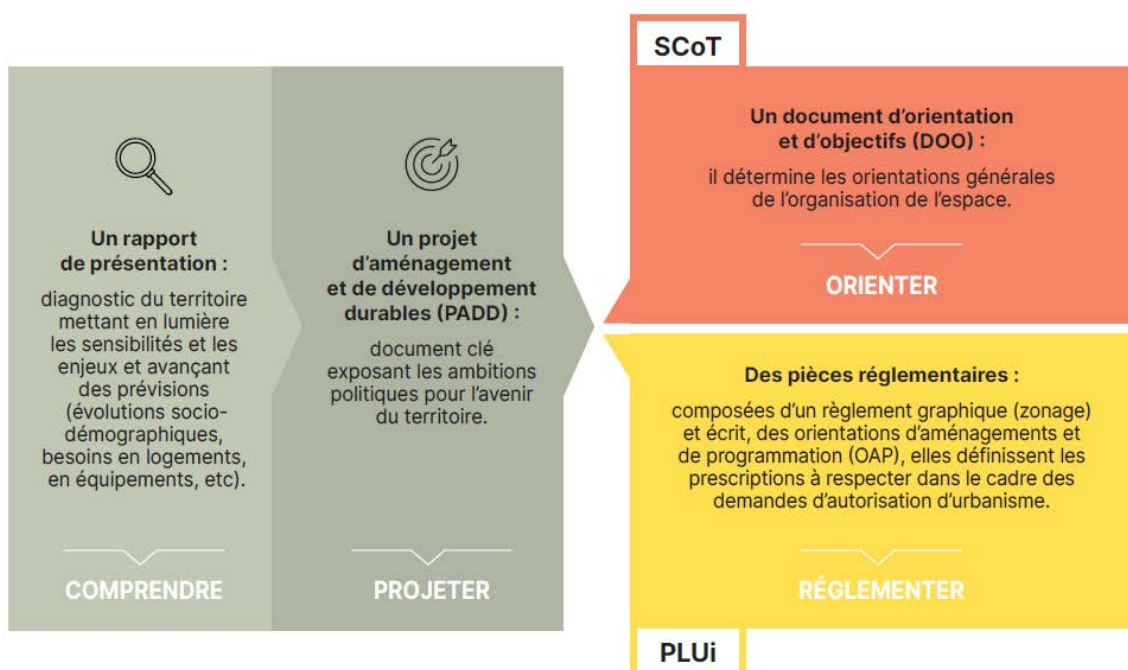 Un rapport
de présentation :
diagnostic du territoire
mettant en lumière
les sensibilités et les
enjeux et avançant
des prévisions
(évolutions socio-
démographiques,
besoins en logements,
en équipements, etc).
COMPRENDRE
Un projet
d'aménagement
et de développement
durables (PADD) :
document clé
exposant les ambitions
politiques pour l'avenir
du territoire.
PROJETER
SCoT
Un document d'orientation
et d'objectifs (DOO) :
il détermine les orientations générales
de l'organisation de l'espace.
ORIENTER
Des pièces réglementaires :
composées d'un règlement graphique (zonage)
et écrit, des orientations d'aménagements et
de programmation (OAP), elles définissent les
prescriptions à respecter dans le cadre des
demandes d'autorisation d'urbanisme.
RÉGLEMENTER
PLUi